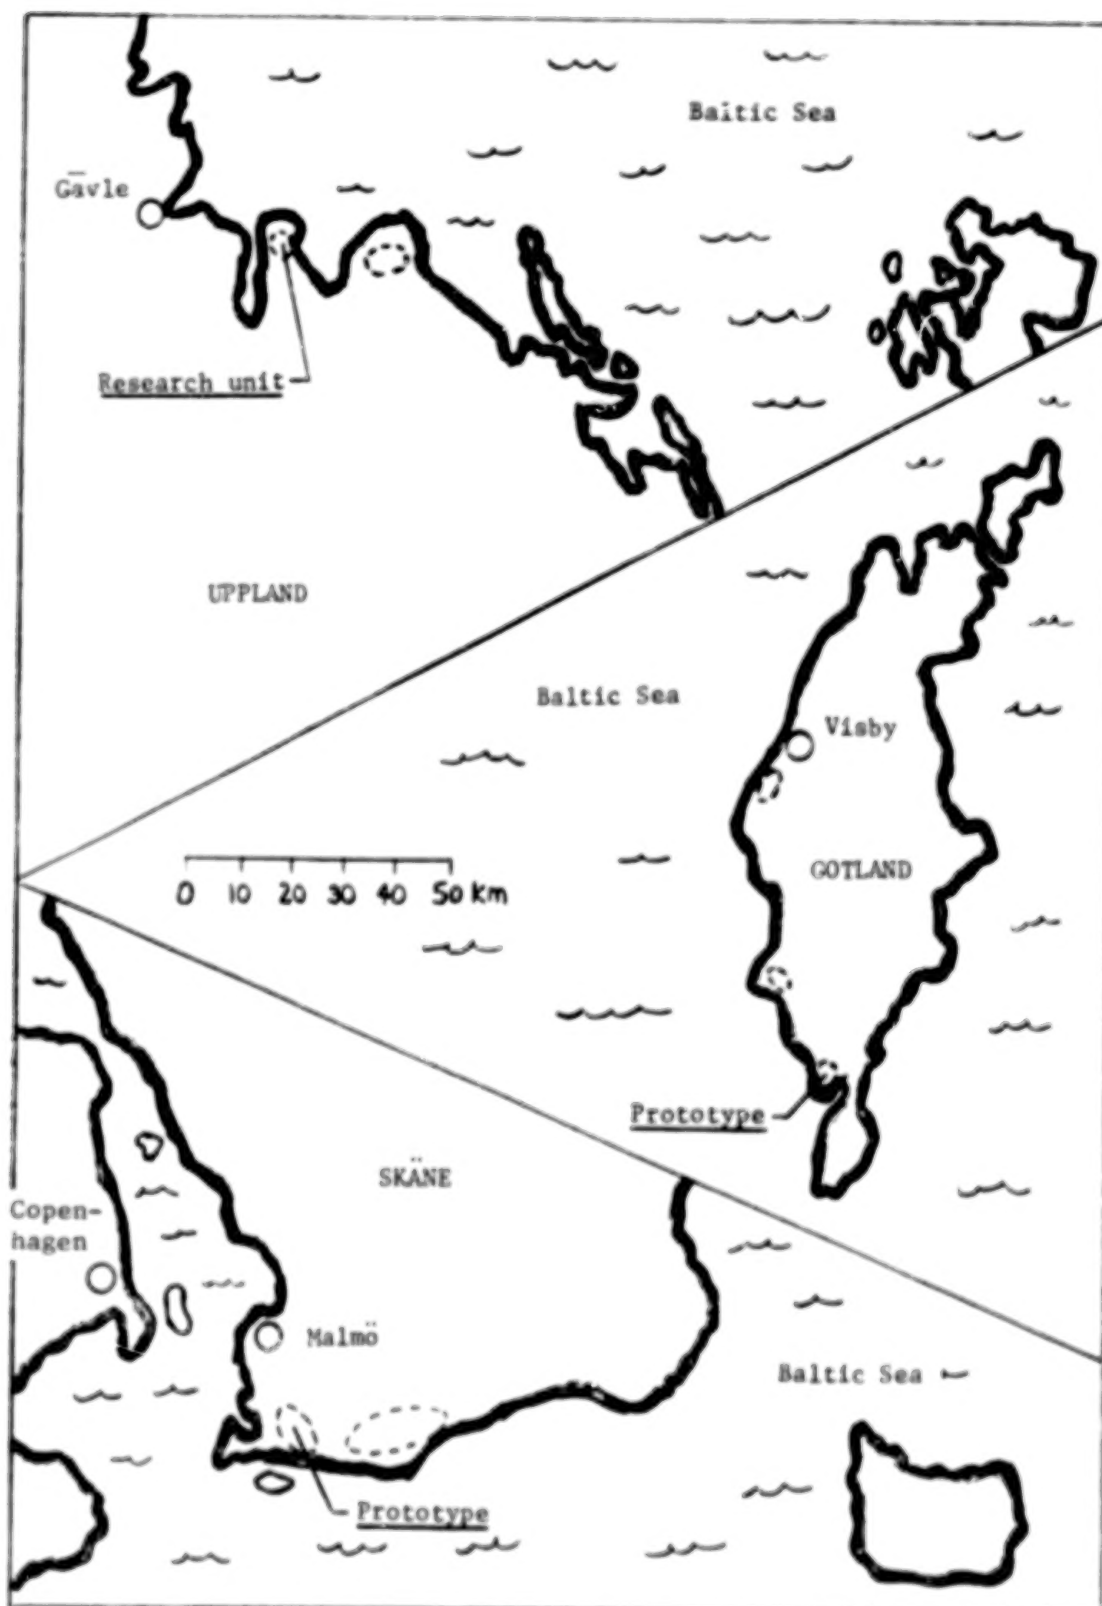 Baltic Sea
Gävle
Research unit
UPPLAND
Baltic Sea
Visby
GOTLAND
0 10 20 30 40 50 km
Prototype
SKÄNE
Copen-
hagen
Malmö
Baltic Sea
Prototype